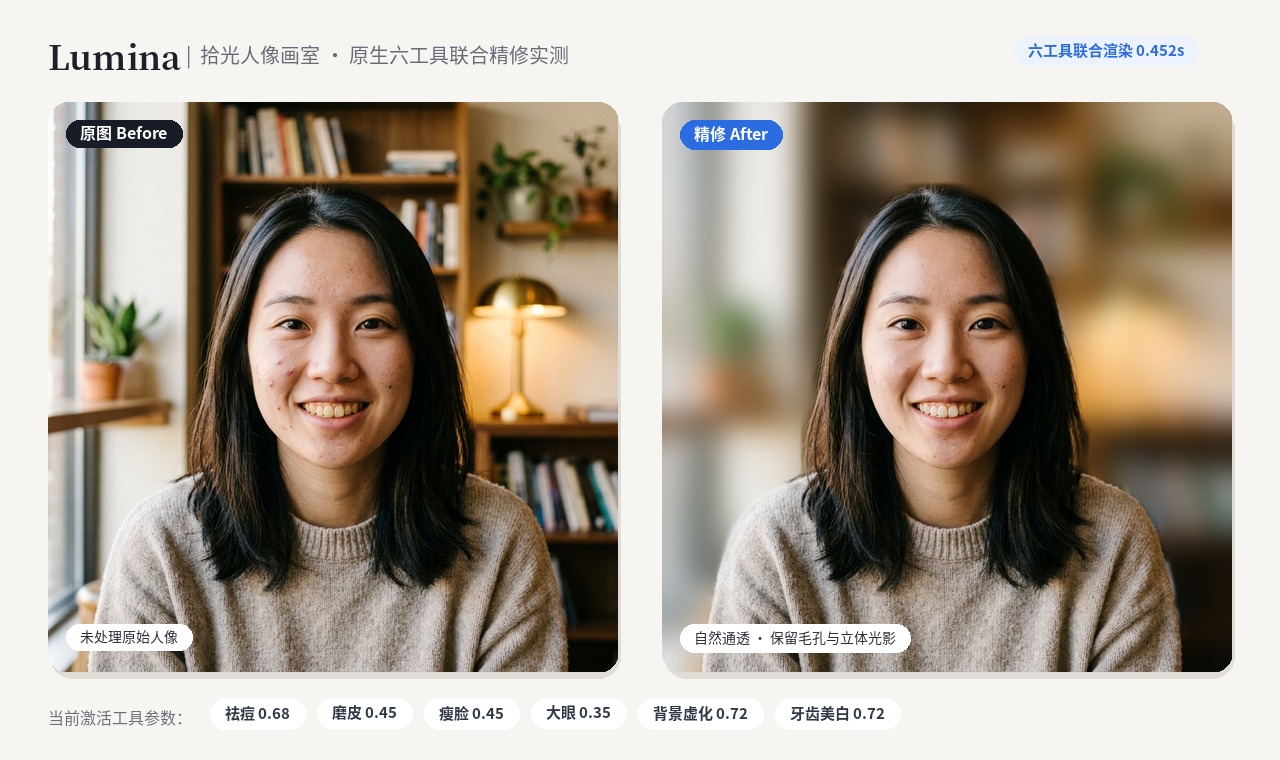 Lumina | 拾光人像画室 · 原生六工具联合精修实测
六工具联合渲染 0.452s
原图 Before
精修 After
未处理原始人像
自然通透 · 保留毛孔与立体光影
当前激活工具参数：
祛痘 0.68
磨皮 0.45
瘦脸 0.45
大眼 0.35
背景虚化 0.72
牙齿美白 0.72